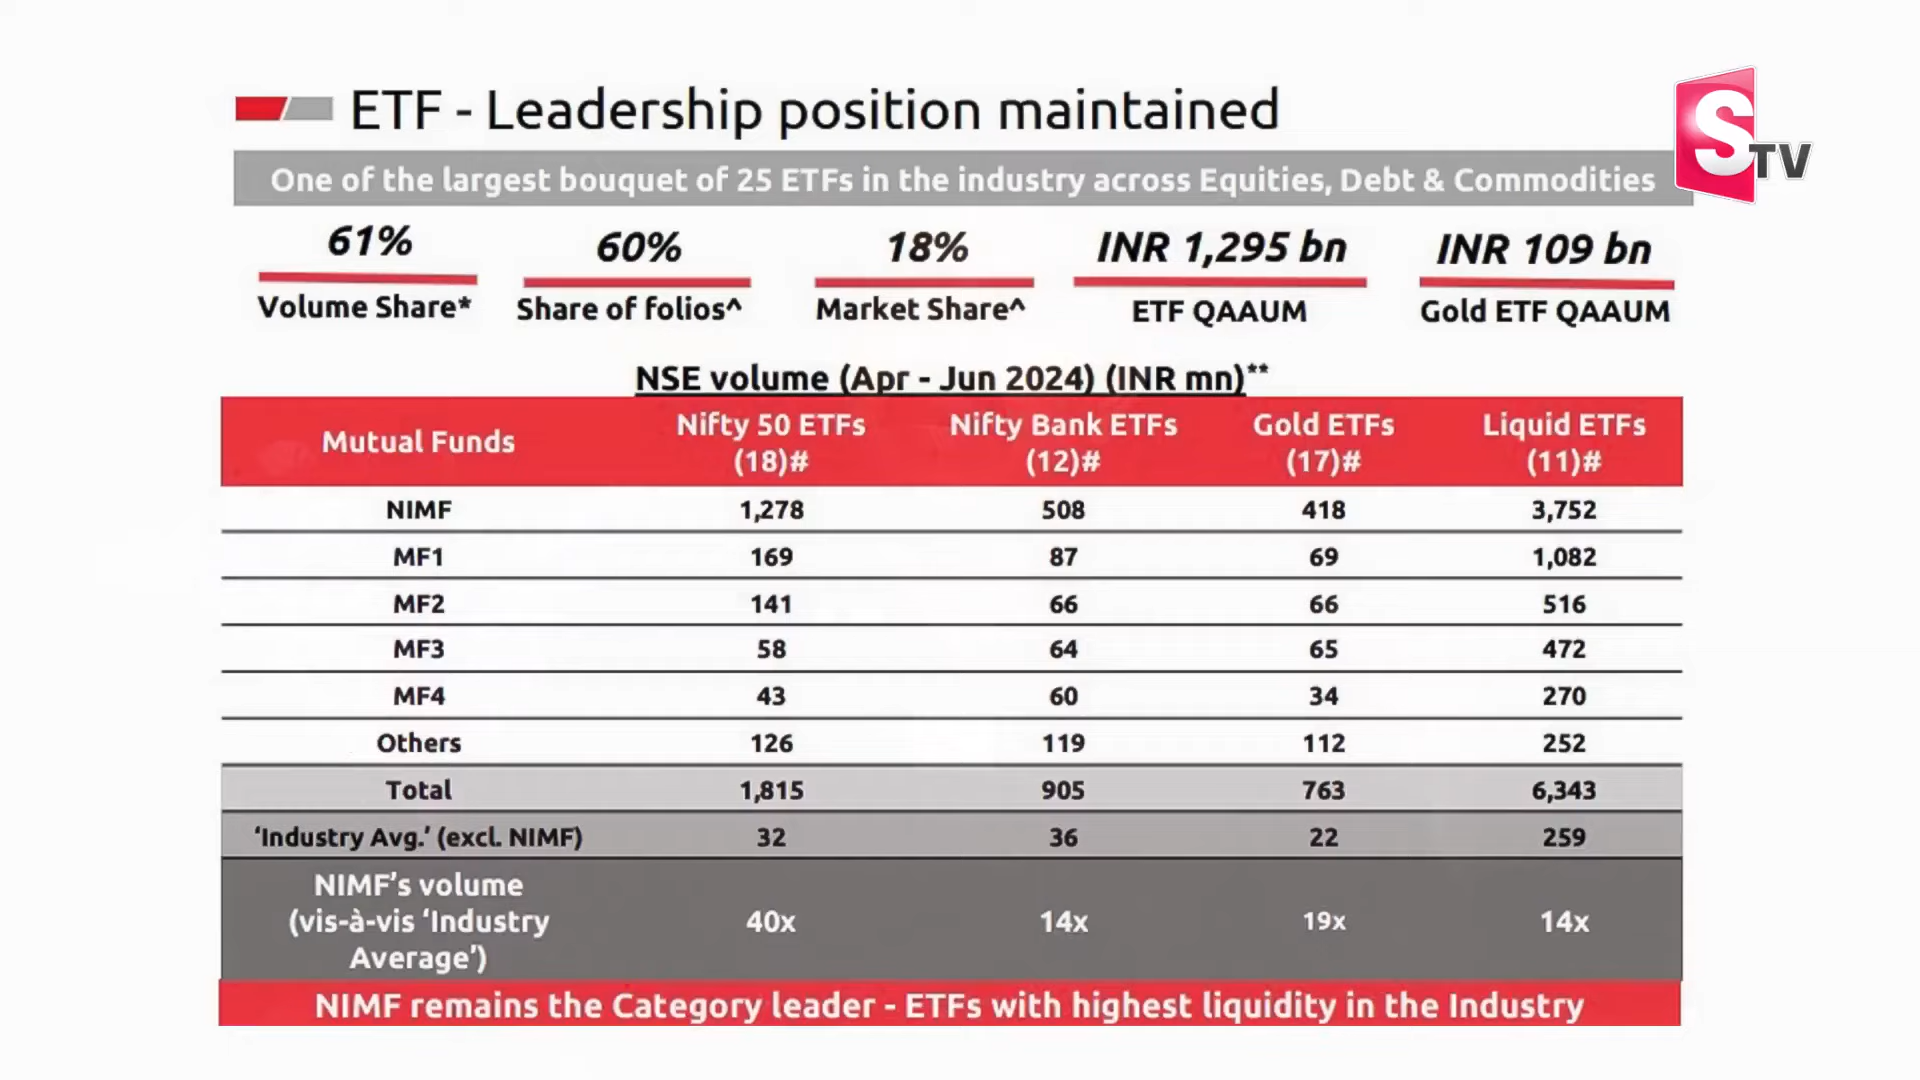 ETF - Leadership position maintained
STV
One of the largest bouquet of 25 ETFs in the industry across Equities, Debt & Commodities
61% 60% 18% INR 1,295 bn INR 109 bn
Volume Share* Share of folios^ Market Share^ ETF QAAUM Gold ETF QAAUM
NSE volume (Apr - Jun 2024) (INR mn)**
Mutual Funds Nifty 50 ETFs (18)# Nifty Bank ETFs (12)# Gold ETFs (17)# Liquid ETFs (11)#
NIMF 1,278 508 418 3,752
MF1 169 87 69 1,082
MF2 141 66 66 516
MF3 58 64 65 472
MF4 43 60 34 270
Others 126 119 112 252
Total 1,815 905 763 6,343
‘Industry Avg.’ (excl. NIMF) 32 36 22 259
NIMF’s volume
(vis-à-vis ‘Industry 40x 14x 19x 14x
Average’)
NIMF remains the Category leader - ETFs with highest liquidity in the Industry